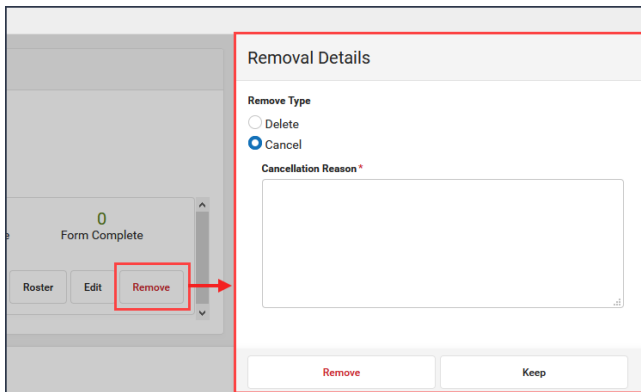 Removal Details
Remove Type
Delete
Cancel
Cancellation Reason *
0
Form Complete
Roster
Edit
Remove
Remove
Keep